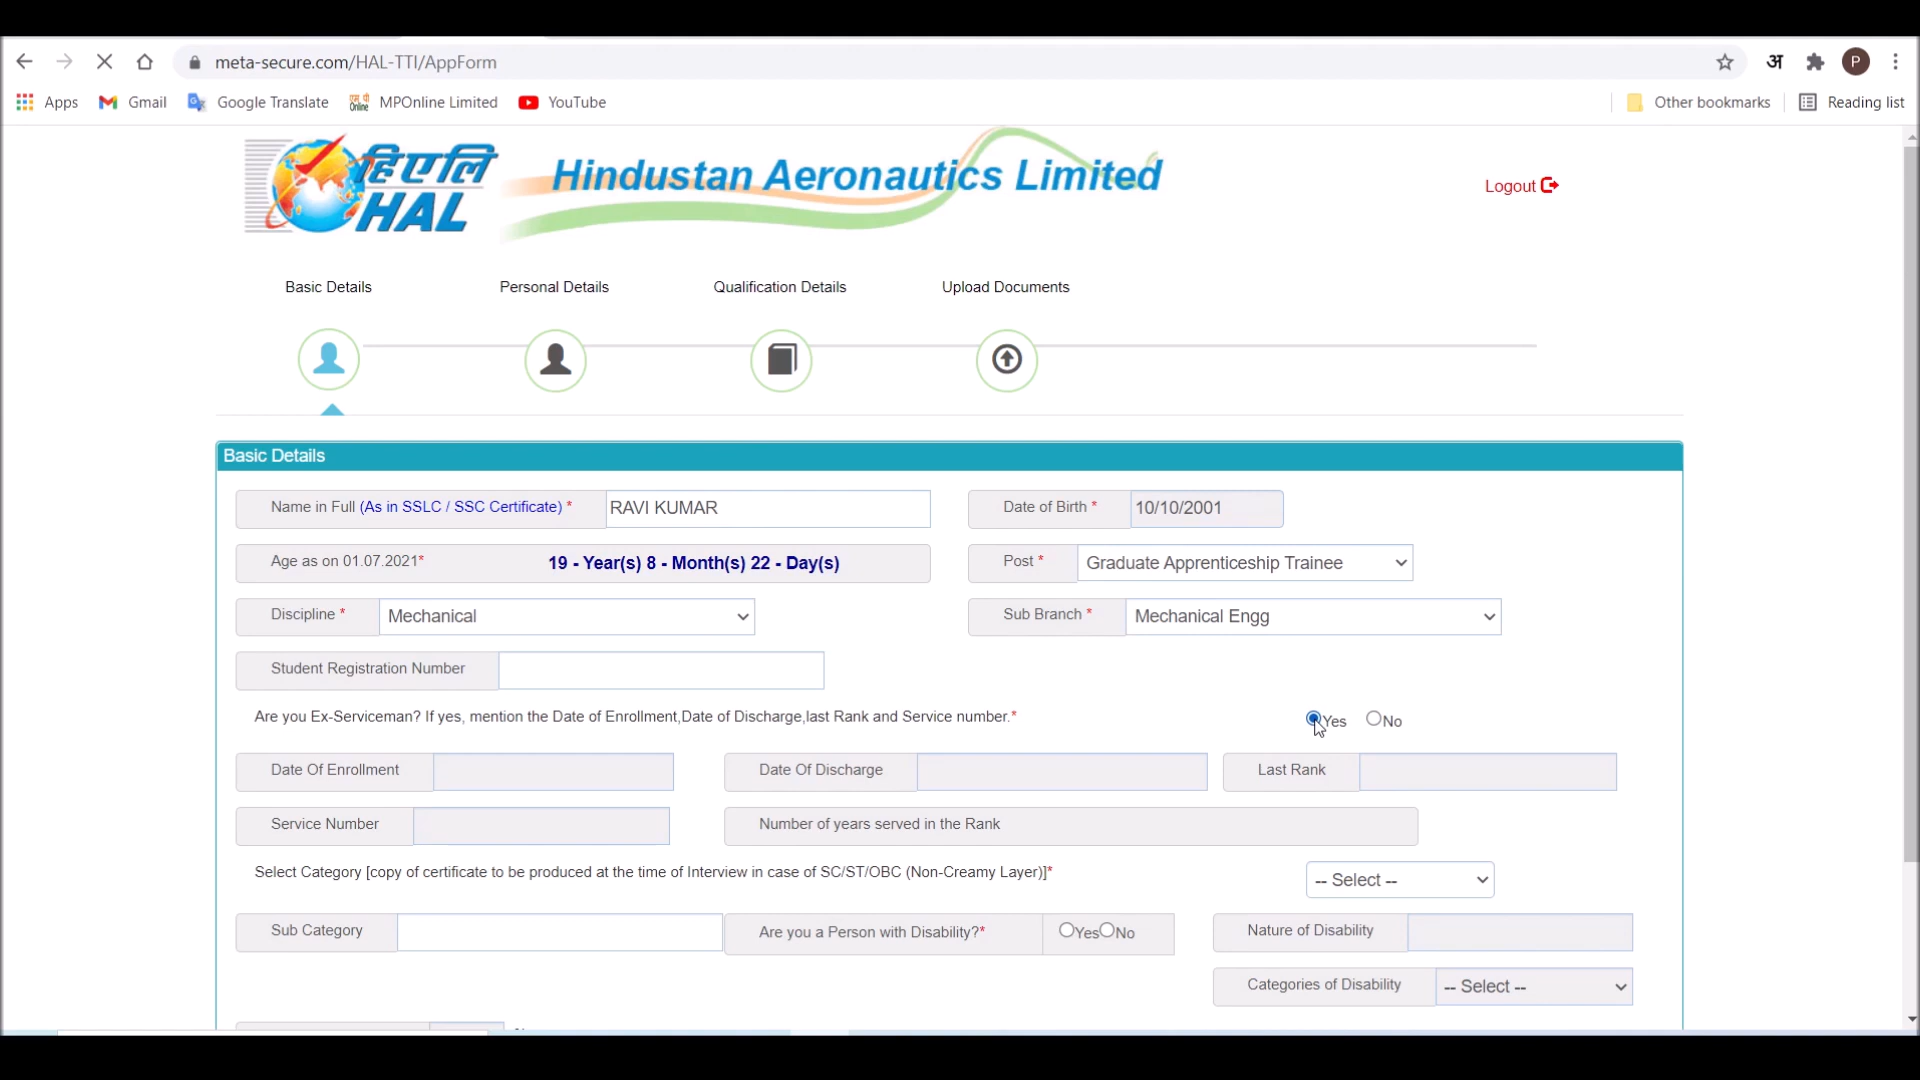 meta-secure.com/HAL-TTI/AppForm
अ
P
Apps
Gmail
Google Translate
एम पी Online
MPOnline Limited
YouTube
Other bookmarks
Reading list
हिएलि
HAL
Hindustan Aeronautics Limited
Logout
Basic Details
Personal Details
Qualification Details
Upload Documents
Basic Details
Name in Full (As in SSLC / SSC Certificate) * RAVI KUMAR
Date of Birth * 10/10/2001
Age as on 01.07.2021* 19 - Year(s) 8 - Month(s) 22 - Day(s)
Post * Graduate Apprenticeship Trainee
Discipline * Mechanical
Sub Branch * Mechanical Engg
Student Registration Number
Are you Ex-Serviceman? If yes, mention the Date of Enrollment,Date of Discharge,last Rank and Service number.*
Yes No
Date Of Enrollment
Date Of Discharge
Last Rank
Service Number
Number of years served in the Rank
Select Category [copy of certificate to be produced at the time of Interview in case of SC/ST/OBC (Non-Creamy Layer)]*
-- Select --
Sub Category
Are you a Person with Disability?*
Yes No
Nature of Disability
Categories of Disability
-- Select --